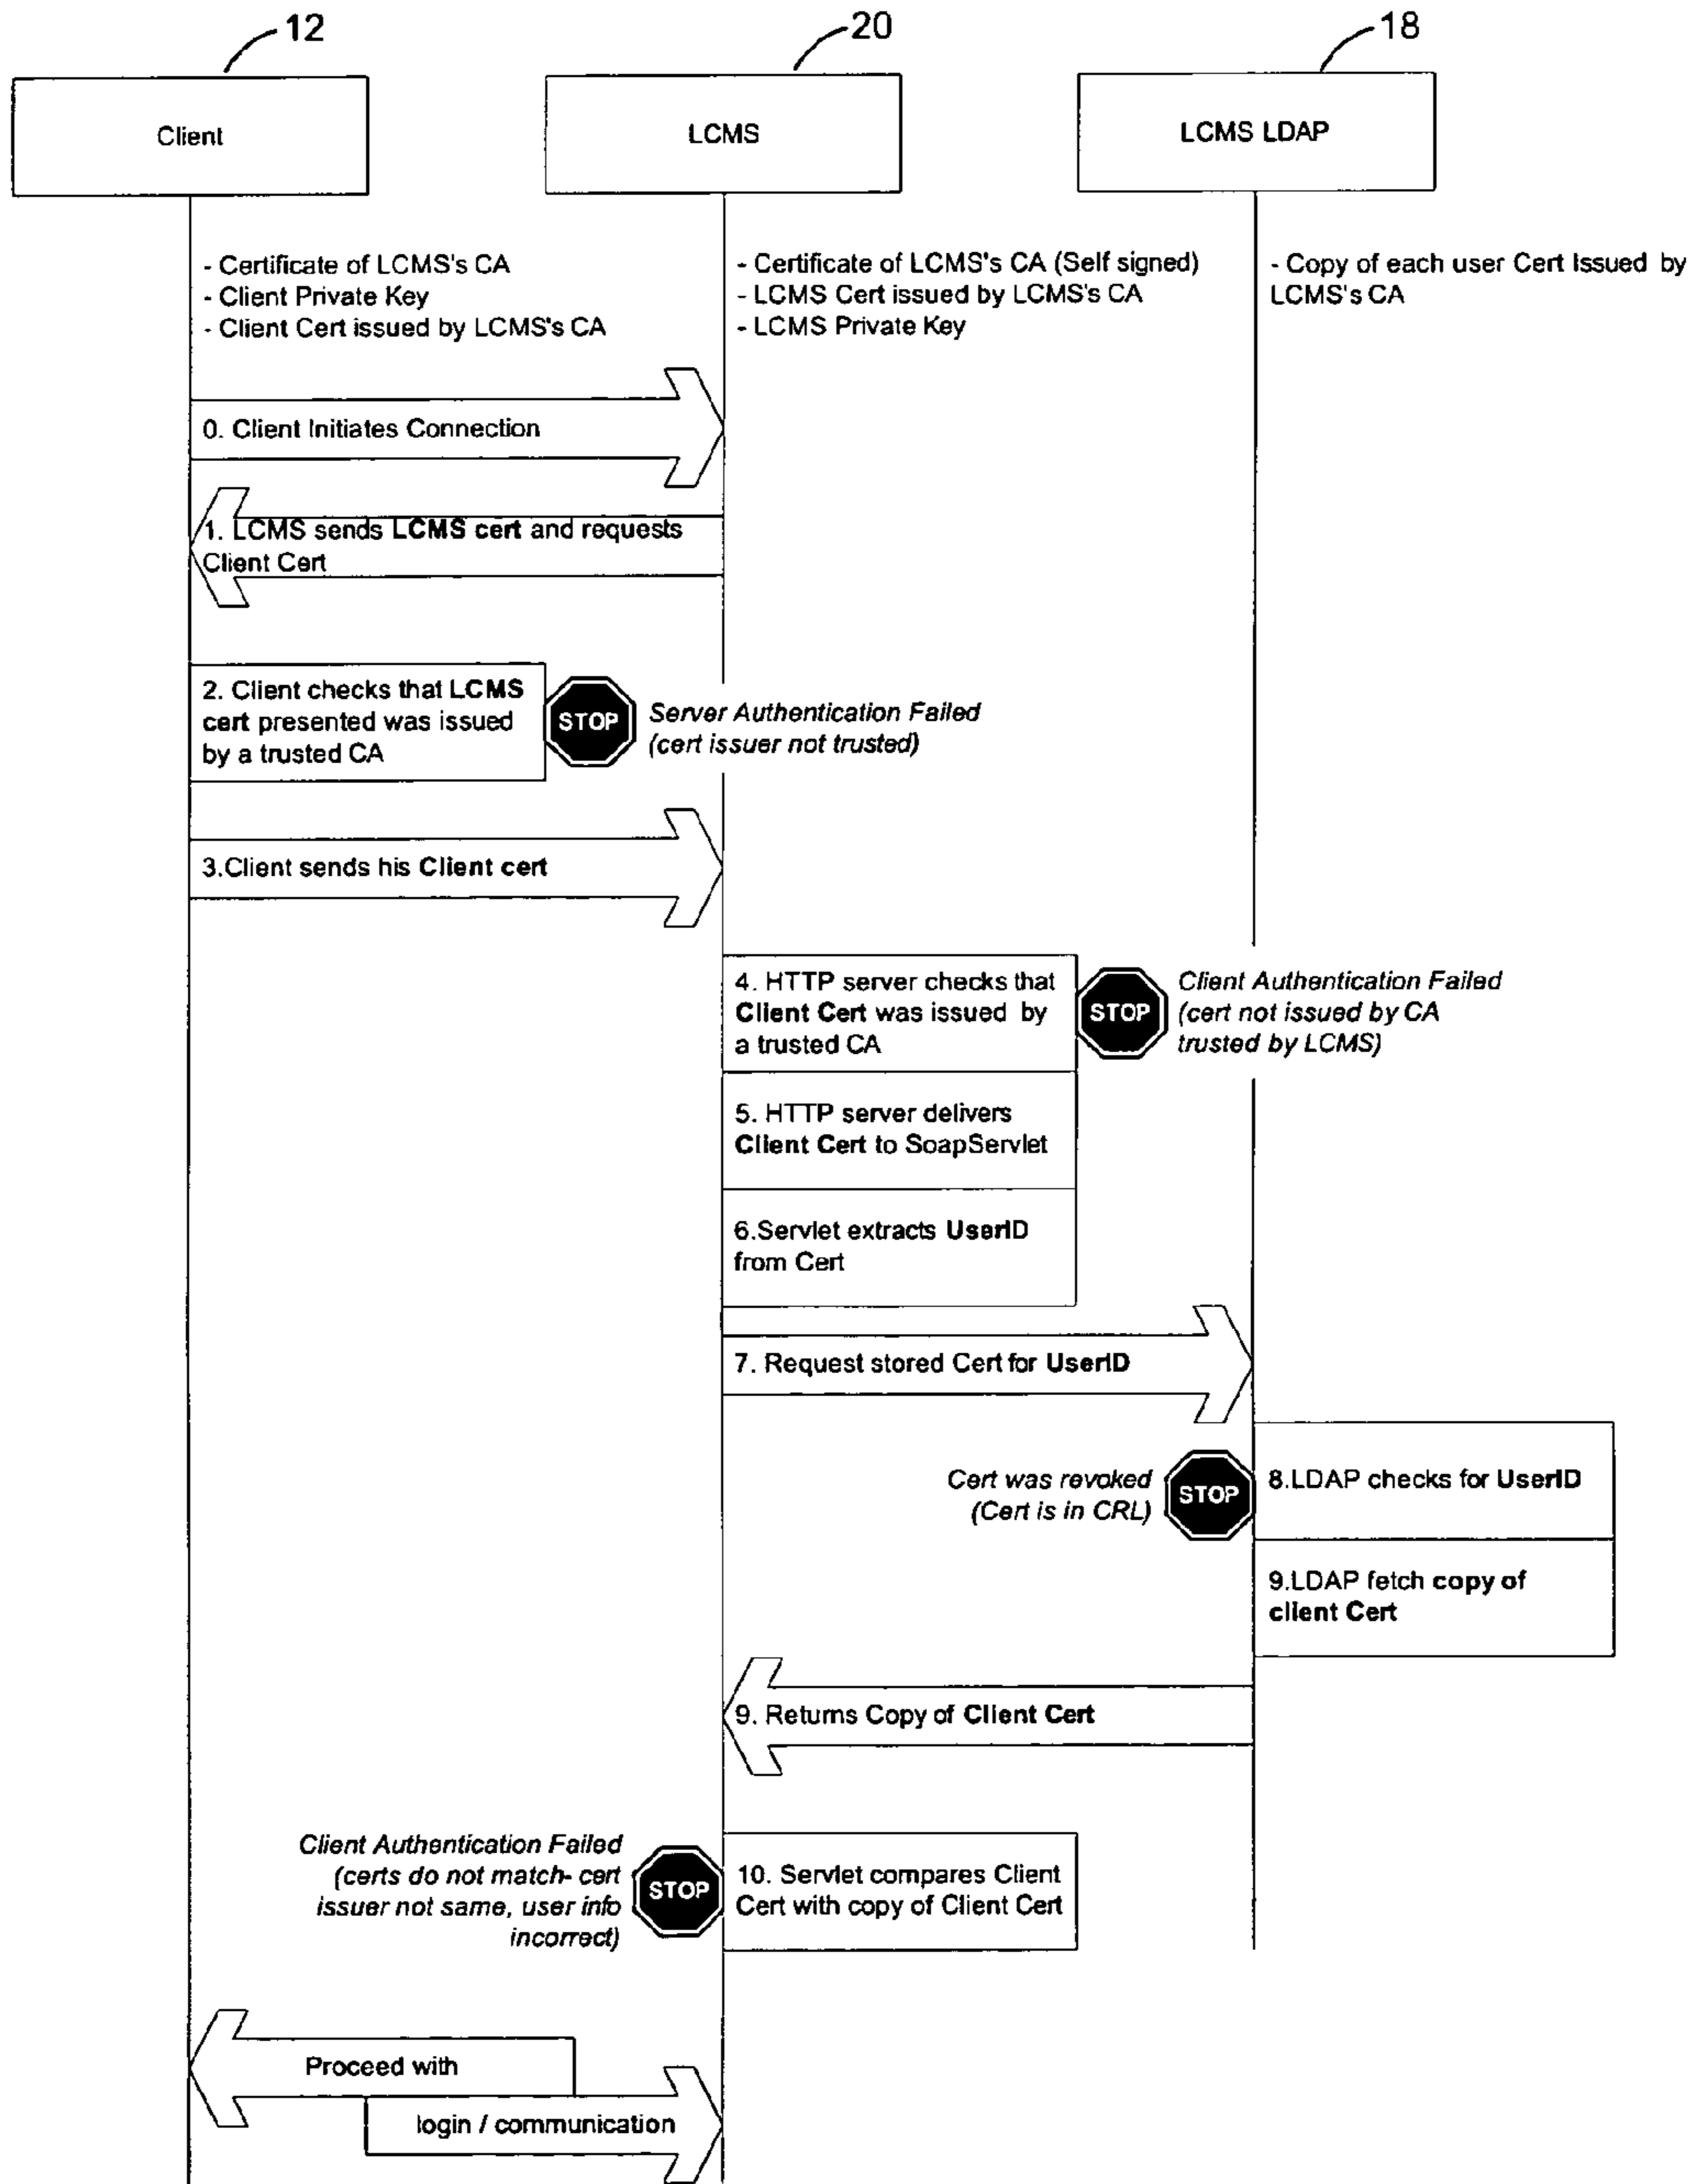 12
20
18
Client
LCMS
LCMS LDAP
- Certificate of LCMS's CA
- Client Private Key
- Client Cert issued by LCMS's CA
- Certificate of LCMS's CA (Self signed)
- LCMS Cert issued by LCMS's CA
- LCMS Private Key
- Copy of each user Cert Issued by
LCMS's CA
0. Client Initiates Connection
1. LCMS sends LCMS cert and requests
Client Cert
2. Client checks that LCMS
cert presented was issued
by a trusted CA
STOP
Server Authentication Failed
(cert issuer not trusted)
3.Client sends his Client cert
4. HTTP server checks that
Client Cert was issued by
a trusted CA
STOP
Client Authentication Failed
(cert not issued by CA
trusted by LCMS)
5. HTTP server delivers
Client Cert to SoapServlet
6.Servlet extracts UserID
from Cert
7. Request stored Cert for UserID
Cert was revoked
(Cert is in CRL)
STOP
8.LDAP checks for UserID
9.LDAP fetch copy of
client Cert
9. Returns Copy of Client Cert
Client Authentication Failed
(certs do not match- cert
issuer not same, user info
incorrect)
STOP
10. Servlet compares Client
Cert with copy of Client Cert
Proceed with
login / communication